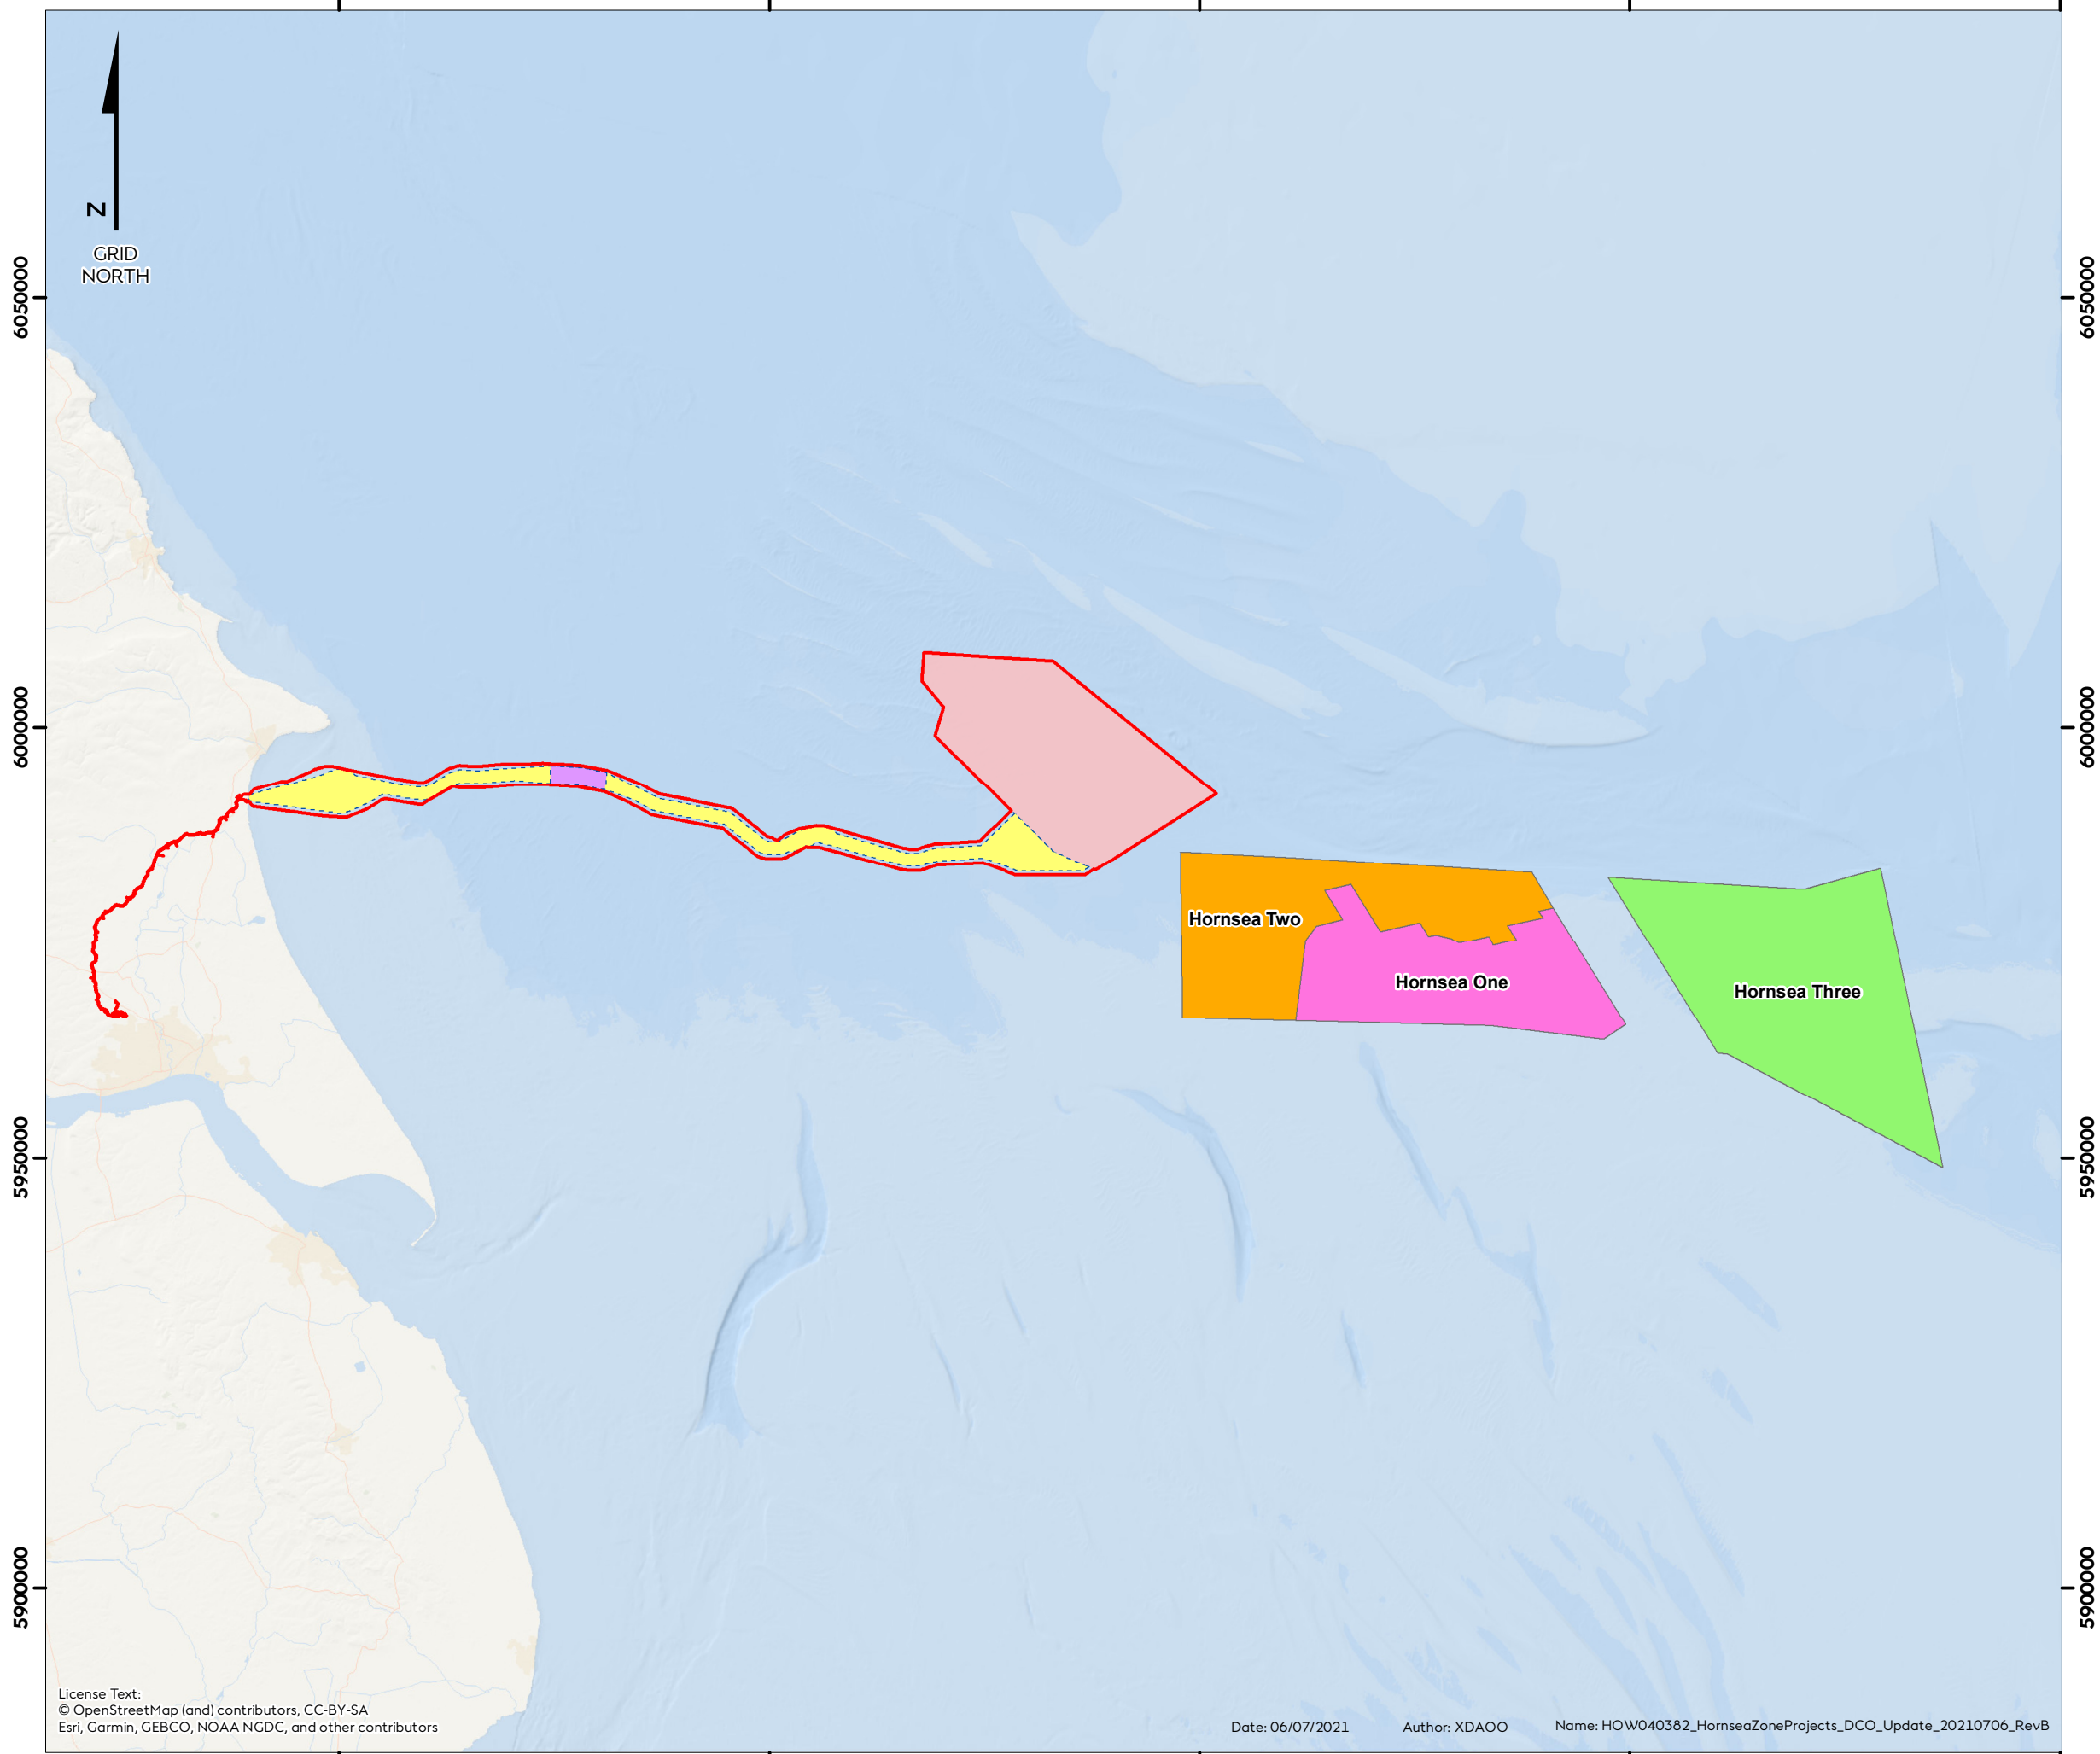 N
GRID
NORTH
6050000
6050000
6000000
6000000
Hornsea Two
Hornsea One
Hornsea Three
5950000
5950000
5900000
5900000
License Text:
© OpenStreetMap (and) contributors, CC-BY-SA
Esri, Garmin, GEBCO, NOAA NGDC, and other contributors
Date: 06/07/2021
Author: XDAOO
Name: HOW040382_HornseaZoneProjects_DCO_Update_20210706_RevB